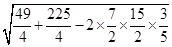 √(49/4 + 225/4 − 2 × 7/2 × 15/2 × 3/5)